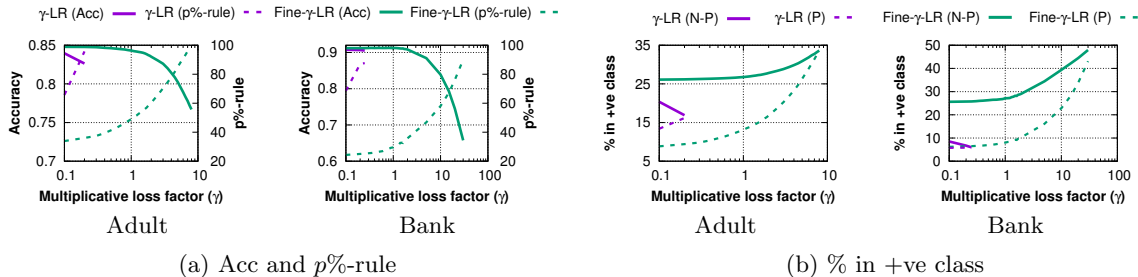 γ-LR (Acc) γ-LR (p%-rule) Fine-γ-LR (Acc) Fine-γ-LR (p%-rule)
0.85 0.8 0.75 0.7
Accuracy
100 80 60 40 20
p%-rule
0.1 1 10
Multiplicative loss factor (γ)
Adult
0.9 0.8 0.7 0.6
Accuracy
100 80 60 40 20
p%-rule
0.1 1 10 100
Multiplicative loss factor (γ)
Bank
(a) Acc and p%-rule
γ-LR (N-P) γ-LR (P) Fine-γ-LR (N-P) Fine-γ-LR (P)
35 25 15 5
% in +ve class
0.1 1 10
Multiplicative loss factor (γ)
Adult
50 40 30 20 10 0
% in +ve class
0.1 1 10 100
Multiplicative loss factor (γ)
Bank
(b) % in +ve class